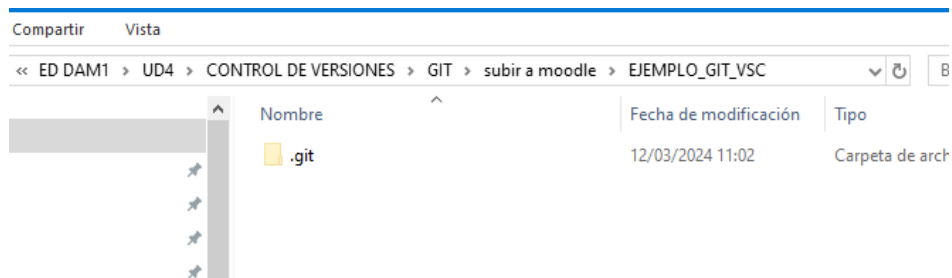 Compartir Vista
« ED DAM1 > UD4 > CONTROL DE VERSIONES > GIT > subir a moodle > EJEMPLO_GIT_VSC B
Nombre Fecha de modificación Tipo
.git 12/03/2024 11:02 Carpeta de arch